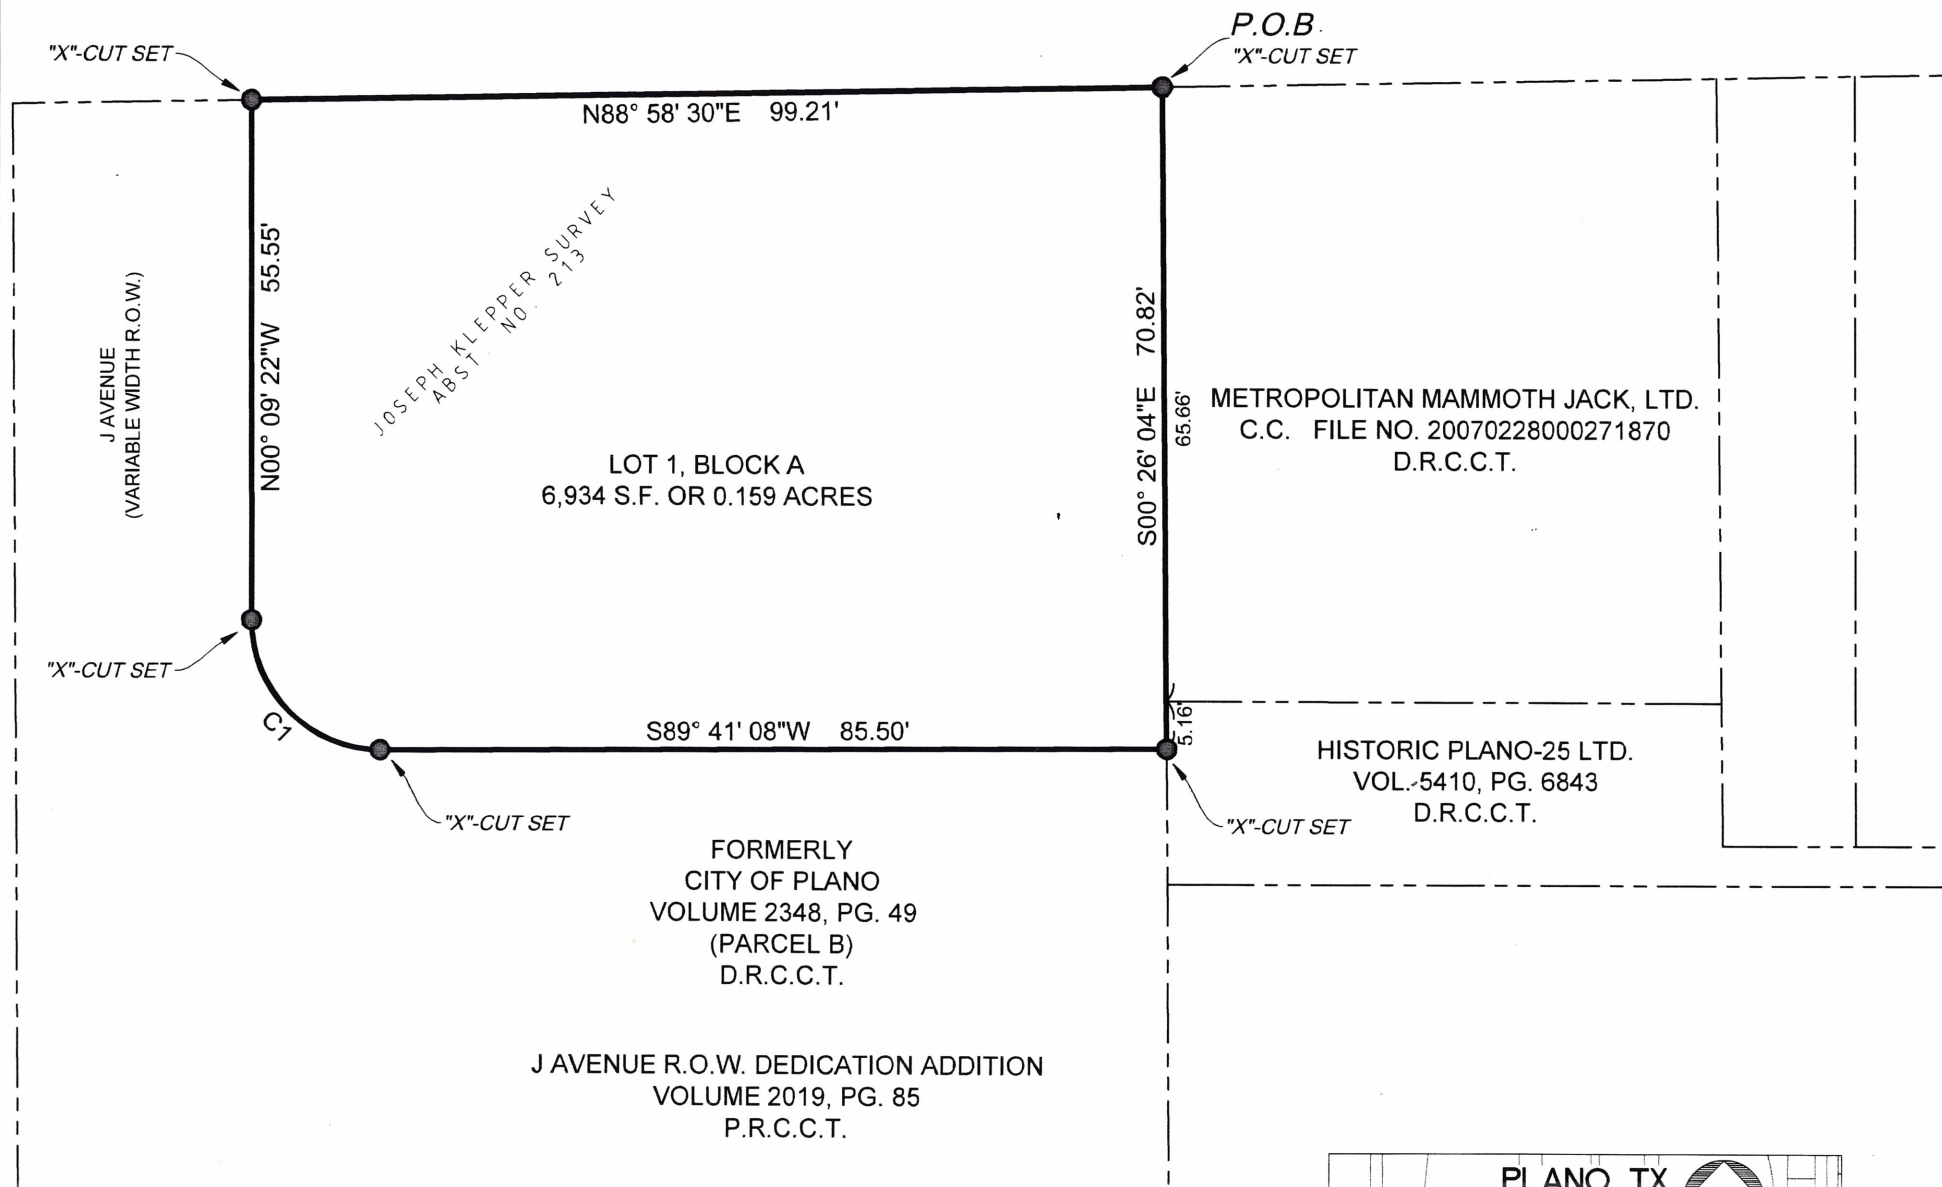 P.O.B.
"X"-CUT SET
"X"-CUT SET
N88° 58' 30"E 99.21'
JOSEPH KLEPPER SURVEY
ABST. NO. 213
N00° 09' 22"W 55.55'
J AVENUE
(VARIABLE WIDTH R.O.W.)
S00° 26' 04"E 70.82'
65.66'
METROPOLITAN MAMMOTH JACK, LTD.
C.C. FILE NO. 20070228000271870
D.R.C.C.T.
LOT 1, BLOCK A
6,934 S.F. OR 0.159 ACRES
"X"-CUT SET
C1
S89° 41' 08"W 85.50'
5.16'
HISTORIC PLANO-25 LTD.
VOL. 5410, PG. 6843
D.R.C.C.T.
"X"-CUT SET
"X"-CUT SET
FORMERLY
CITY OF PLANO
VOLUME 2348, PG. 49
(PARCEL B)
D.R.C.C.T.
J AVENUE R.O.W. DEDICATION ADDITION
VOLUME 2019, PG. 85
P.R.C.C.T.
PLANO, TX